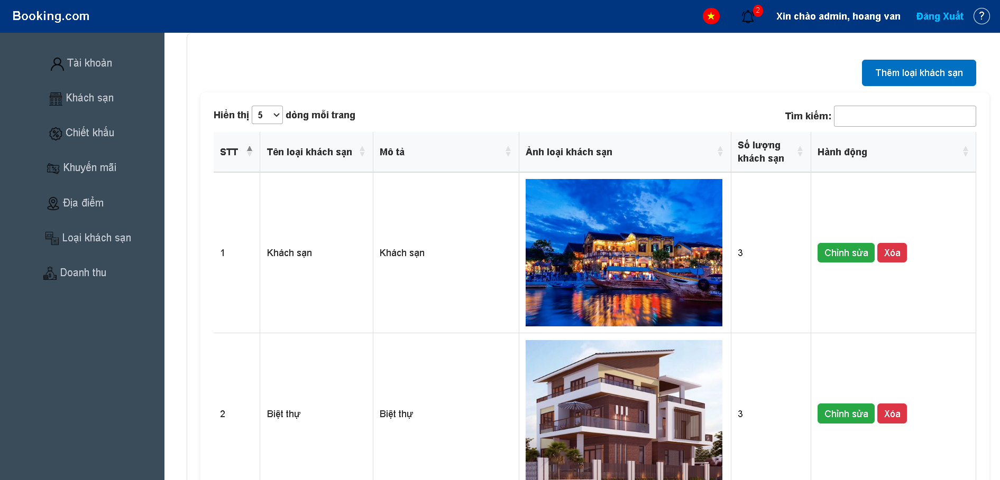 Booking.com
2
Xin chào admin, hoang van
Đăng Xuất
?
Tài khoản
Khách sạn
Chiết khấu
Khuyến mãi
Địa điểm
Loại khách sạn
Doanh thu
Thêm loại khách sạn
Hiển thị 5 dòng mỗi trang
Tìm kiếm:
STT
Tên loại khách sạn
Mô tả
Ảnh loại khách sạn
Số lượng
khách sạn
Hành động
1
Khách sạn
Khách sạn
3
Chỉnh sửa
Xóa
2
Biệt thự
Biệt thự
3
Chỉnh sửa
Xóa